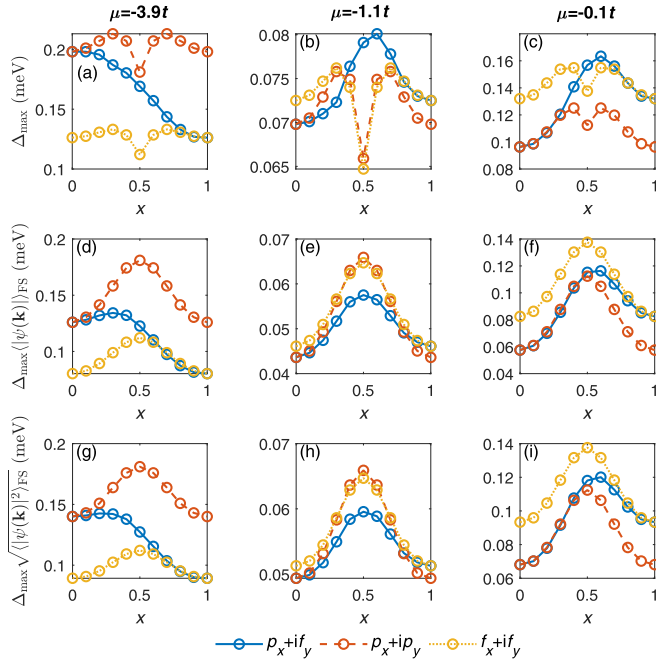 μ=-3.9t
μ=-1.1t
μ=-0.1t
Δmax (meV)
0.2
0.15
0.1
(a)
0 0.5 1
x
0.08
0.075
0.07
0.065
(b)
0 0.5 1
x
0.16
0.14
0.12
0.1
0.08
(c)
0 0.5 1
x
Δmax⟨|ψ(k)|⟩FS (meV)
0.2
0.15
0.1
(d)
0 0.5 1
x
0.07
0.06
0.05
0.04
(e)
0 0.5 1
x
0.14
0.12
0.1
0.08
0.06
0.04
(f)
0 0.5 1
x
Δmax√⟨|ψ(k)|²⟩FS (meV)
0.2
0.15
0.1
(g)
0 0.5 1
x
0.07
0.06
0.05
(h)
0 0.5 1
x
0.14
0.12
0.1
0.08
0.06
(i)
0 0.5 1
x
px+ify px+ipy fx+ify